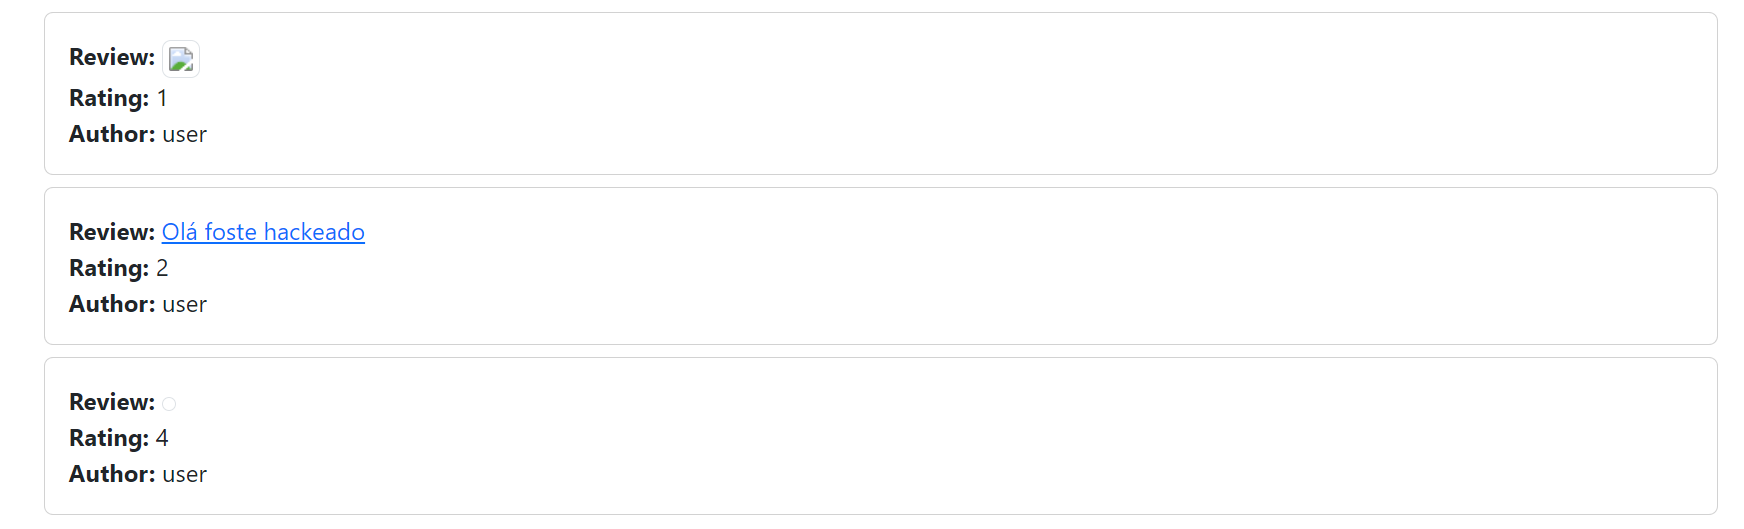 Review:
Rating: 1
Author: user
Review: Olá foste hackeado
Rating: 2
Author: user
Review:
Rating: 4
Author: user